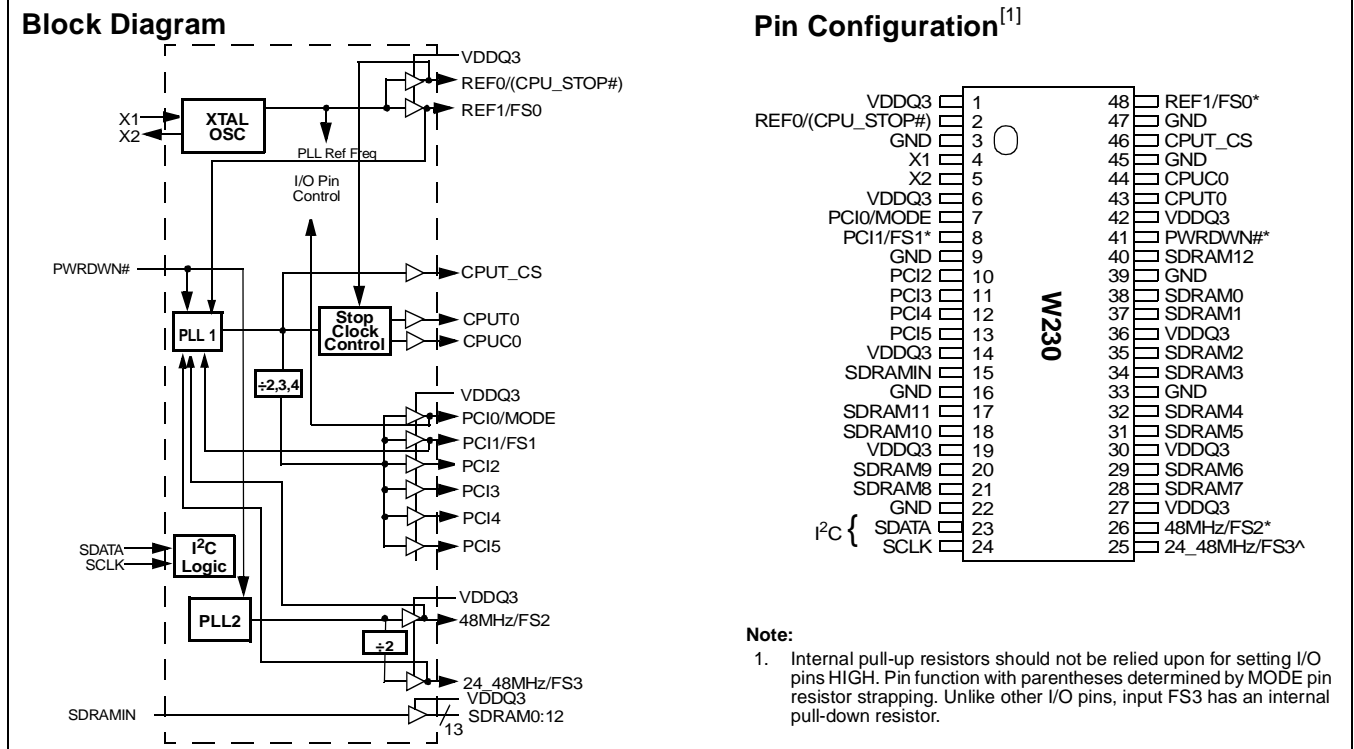 Block Diagram
VDDQ3
REF0/(CPU_STOP#)
REF1/FS0
X1
X2
XTAL
OSC
PLL Ref Freq
I/O Pin
Control
PWRDWN#
CPUT_CS
PLL 1
Stop
Clock
Control
CPUT0
CPUC0
÷2,3,4
VDDQ3
PCI0/MODE
PCI1/FS1
PCI2
PCI3
PCI4
PCI5
SDATA
SCLK
I2C
Logic
VDDQ3
PLL2
48MHz/FS2
÷2
24_48MHz/FS3
VDDQ3
SDRAMIN
SDRAM0:12
13
Pin Configuration[1]
VDDQ3 1 48 REF1/FS0*
REF0/(CPU_STOP#) 2 47 GND
GND 3 46 CPUT_CS
X1 4 45 GND
X2 5 44 CPUC0
VDDQ3 6 43 CPUT0
PCI0/MODE 7 42 VDDQ3
PCI1/FS1* 8 41 PWRDWN#*
GND 9 40 SDRAM12
PCI2 10 39 GND
PCI3 11 38 SDRAM0
PCI4 12 37 SDRAM1
PCI5 13 36 VDDQ3
VDDQ3 14 35 SDRAM2
SDRAMIN 15 34 SDRAM3
GND 16 33 GND
SDRAM11 17 32 SDRAM4
SDRAM10 18 31 SDRAM5
VDDQ3 19 30 VDDQ3
SDRAM9 20 29 SDRAM6
SDRAM8 21 28 SDRAM7
GND 22 27 VDDQ3
I2C { SDATA 23 26 48MHz/FS2*
SCLK 24 25 24_48MHz/FS3^
W230
Note:
1. Internal pull-up resistors should not be relied upon for setting I/O
pins HIGH. Pin function with parentheses determined by MODE pin
resistor strapping. Unlike other I/O pins, input FS3 has an internal
pull-down resistor.